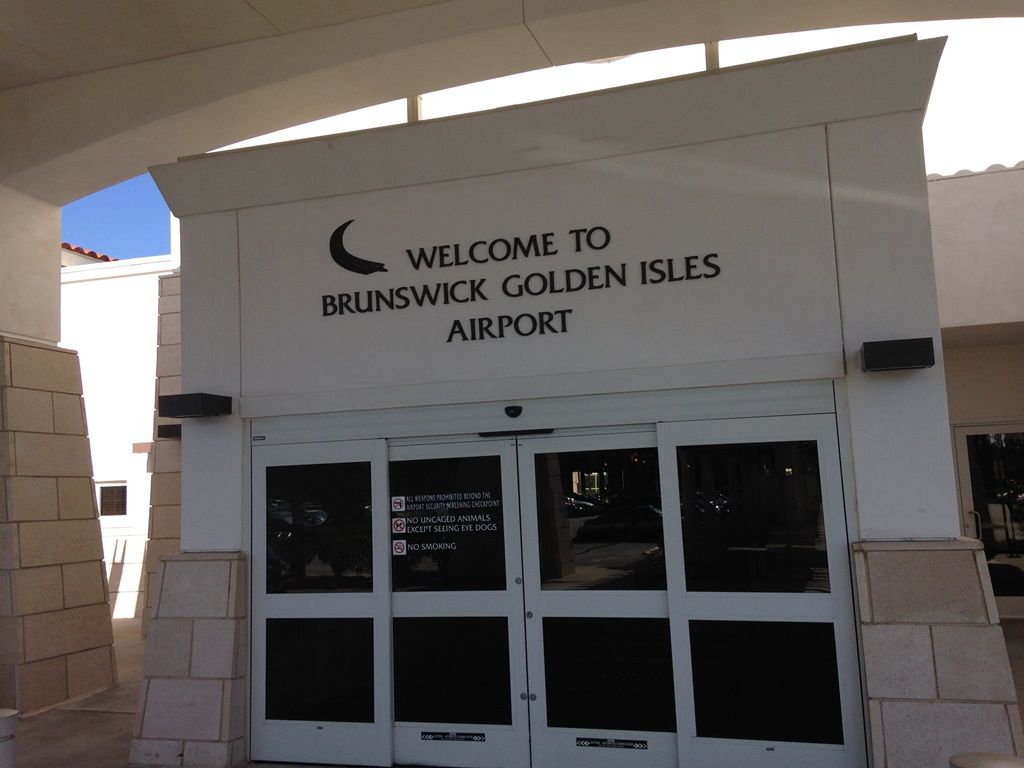 WELCOME TO
BRUNSWICK GOLDEN ISLES
AIRPORT
ALL WEAPONS PROHIBITED BEYOND THE
AIRPORT SECURITY SCREENING CHECKPOINT
NO UNCAGED ANIMALS
EXCEPT SEEING EYE DOGS
NO SMOKING